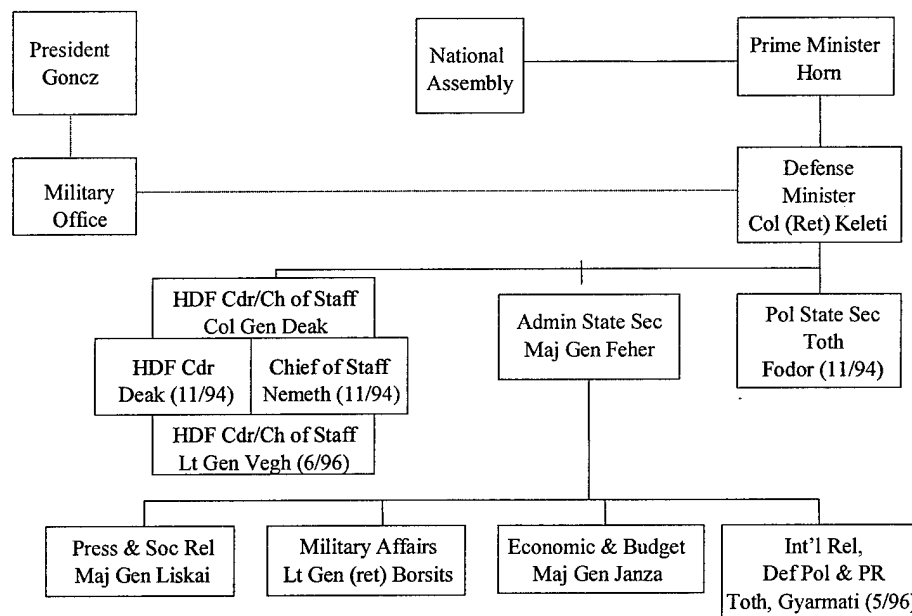 President
Goncz
National
Assembly
Prime Minister
Horn
Military
Office
Defense
Minister
Col (Ret) Keleti
HDF Cdr/Ch of Staff
Col Gen Deak
HDF Cdr
Deak (11/94)
Chief of Staff
Nemeth (11/94)
HDF Cdr/Ch of Staff
Lt Gen Vegh (6/96)
Admin State Sec
Maj Gen Feher
Pol State Sec
Toth
Fodor (11/94)
Press & Soc Rel
Maj Gen Liskai
Military Affairs
Lt Gen (ret) Borsits
Economic & Budget
Maj Gen Janza
Int'l Rel,
Def Pol & PR
Toth, Gyarmati (5/96)